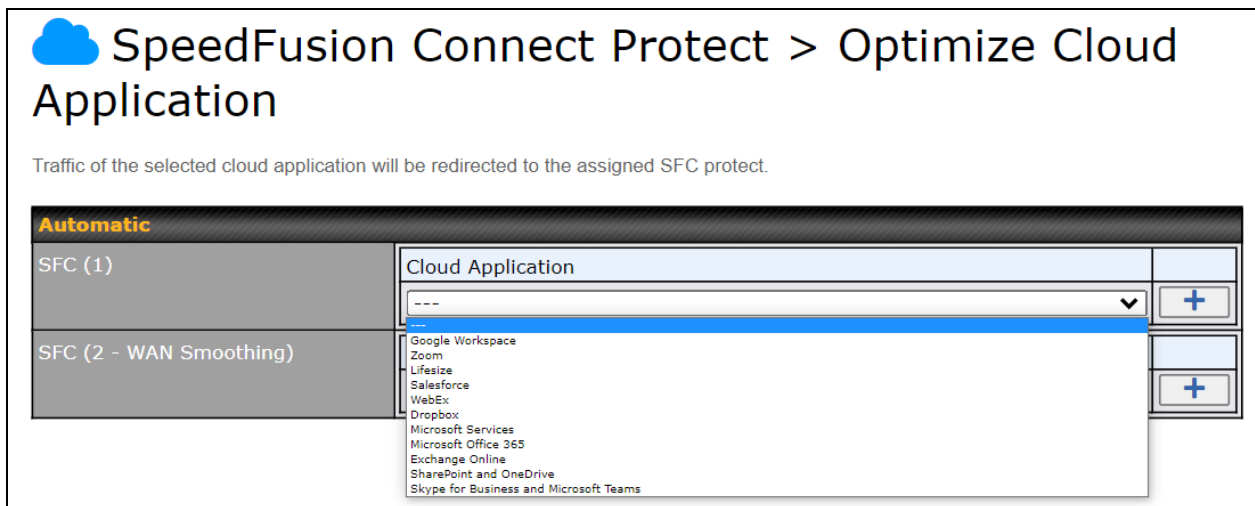 SpeedFusion Connect Protect > Optimize Cloud
Application
Traffic of the selected cloud application will be redirected to the assigned SFC protect.
Automatic
SFC (1)
Cloud Application
---
---
Google Workspace
Zoom
Lifesize
Salesforce
WebEx
Dropbox
Microsoft Services
Microsoft Office 365
Exchange Online
SharePoint and OneDrive
Skype for Business and Microsoft Teams
SFC (2 - WAN Smoothing)